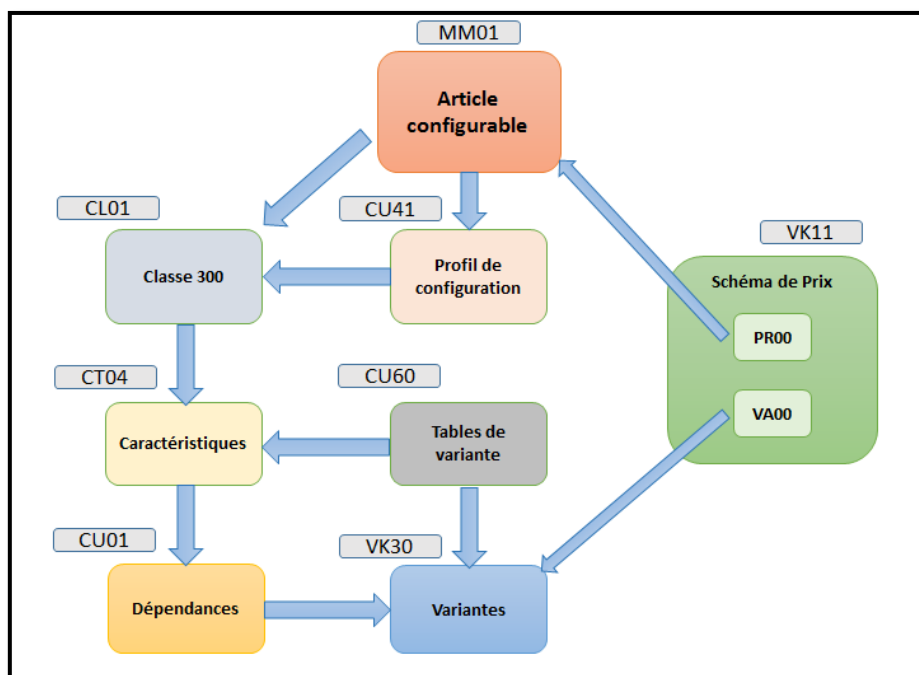 MM01
Article
configurable
CL01
CU41
VK11
Classe 300
Profil de
configuration
Schéma de Prix
PR00
CT04
CU60
VA00
Caractéristiques
Tables de
variante
CU01
VK30
Dépendances
Variantes